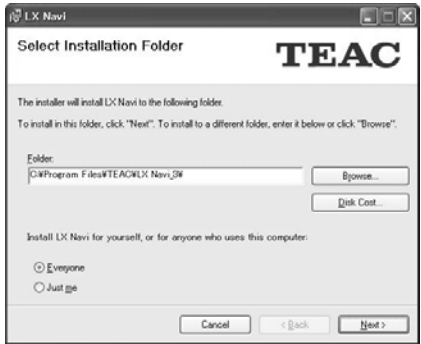 LX Navi
Select Installation Folder
TEAC
The installer will install LX Navi to the following folder.
To install in this folder, click "Next". To install to a different folder, enter it below or click "Browse".
Folder:
C:¥Program Files¥TEAC¥LX Navi_3¥
Browse...
Disk Cost...
Install LX Navi for yourself, or for anyone who uses this computer:
Everyone
Just me
Cancel
< Back
Next >